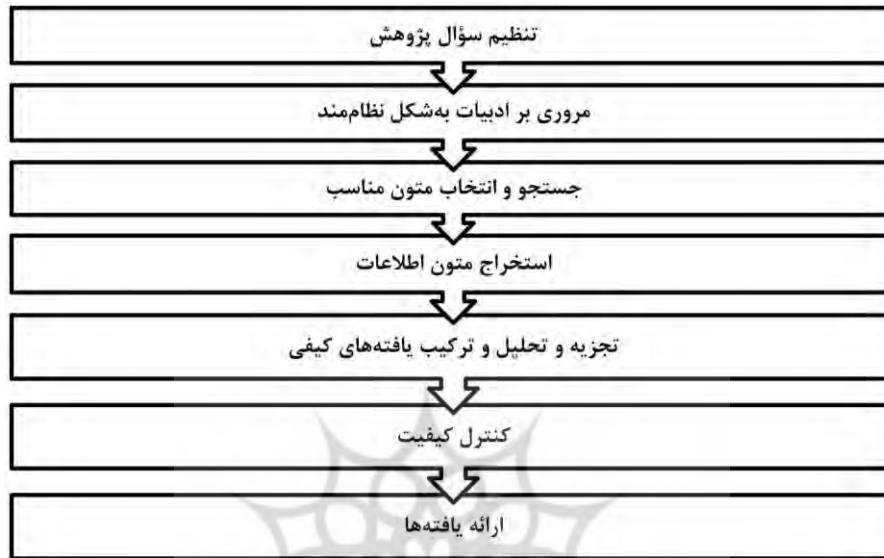 تنظیم سؤال پژوهش
مروری بر ادبیات به‌شکل نظام‌مند
جستجو و انتخاب متون مناسب
استخراج متون اطلاعات
تجزیه و تحلیل و ترکیب یافته‌های کیفی
کنترل کیفیت
ارائه یافته‌ها